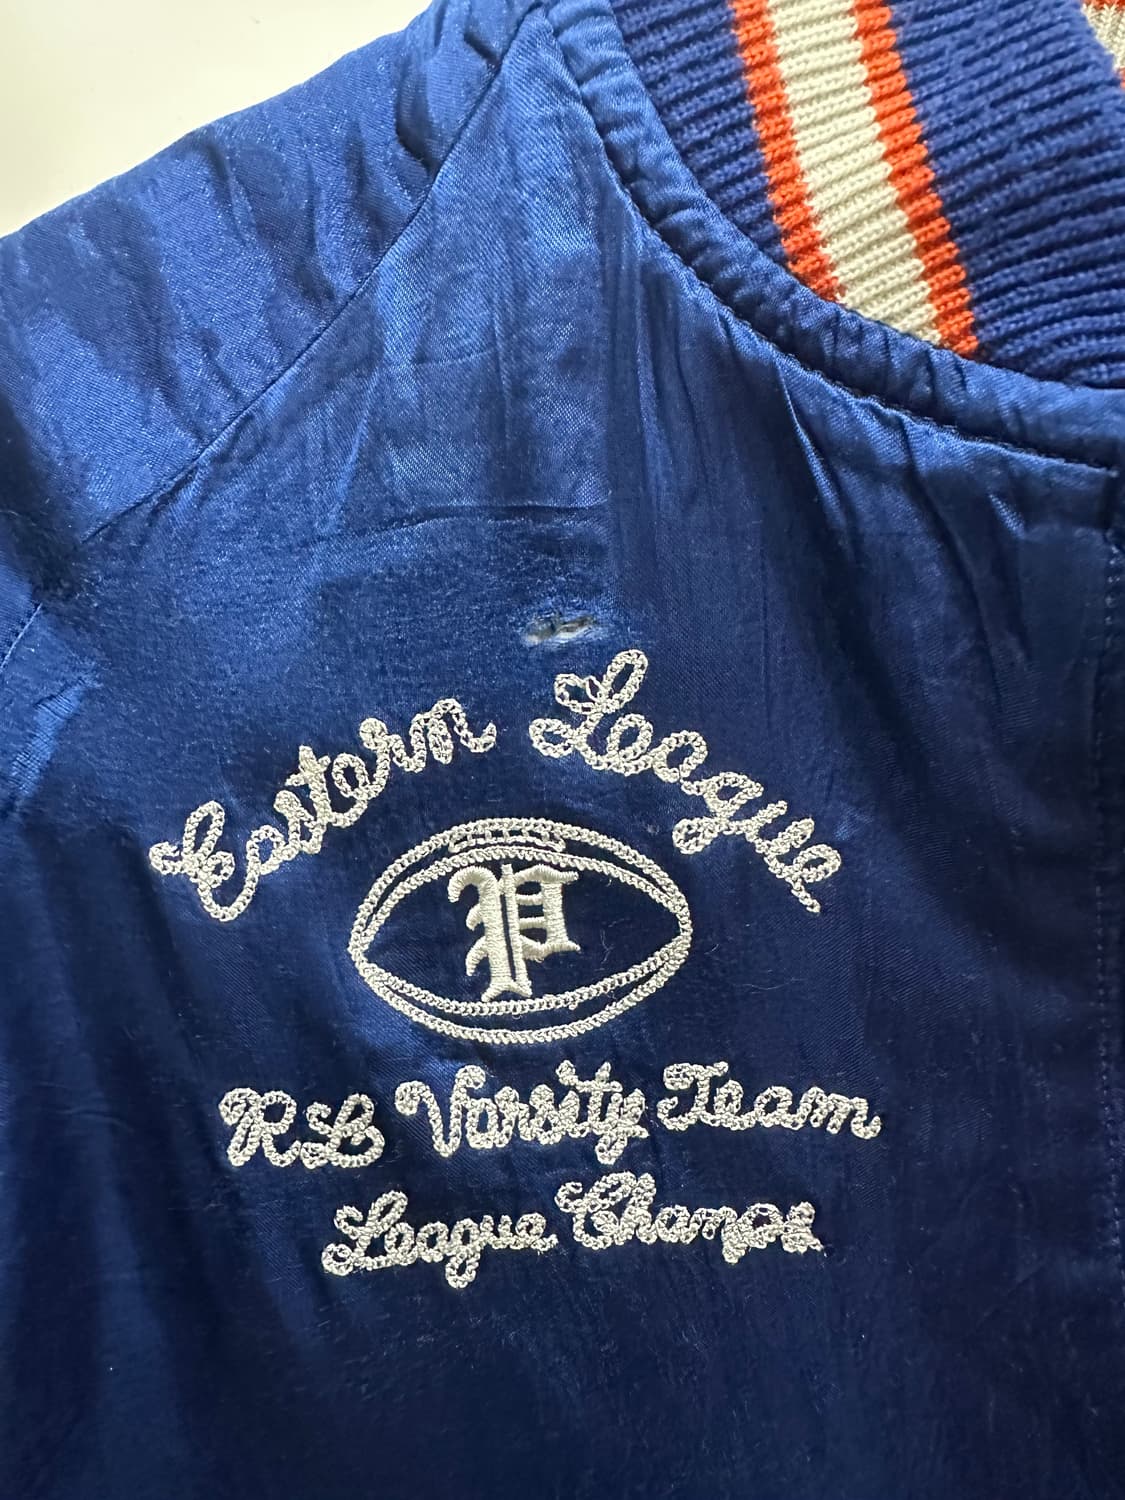 Eastern League
P
RL Varsity Team
League Champs